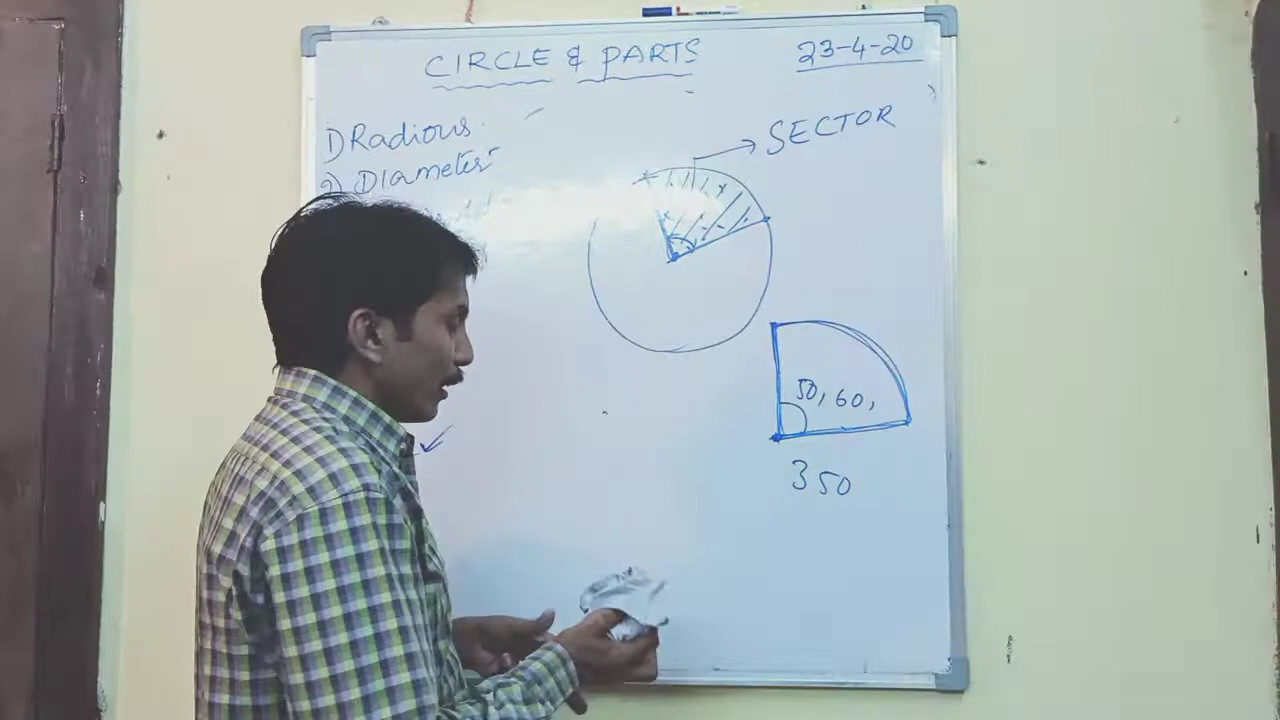 CIRCLE & PARTS
23-4-20
1) Radious.
2) Diameter
SECTOR
50, 60,
350